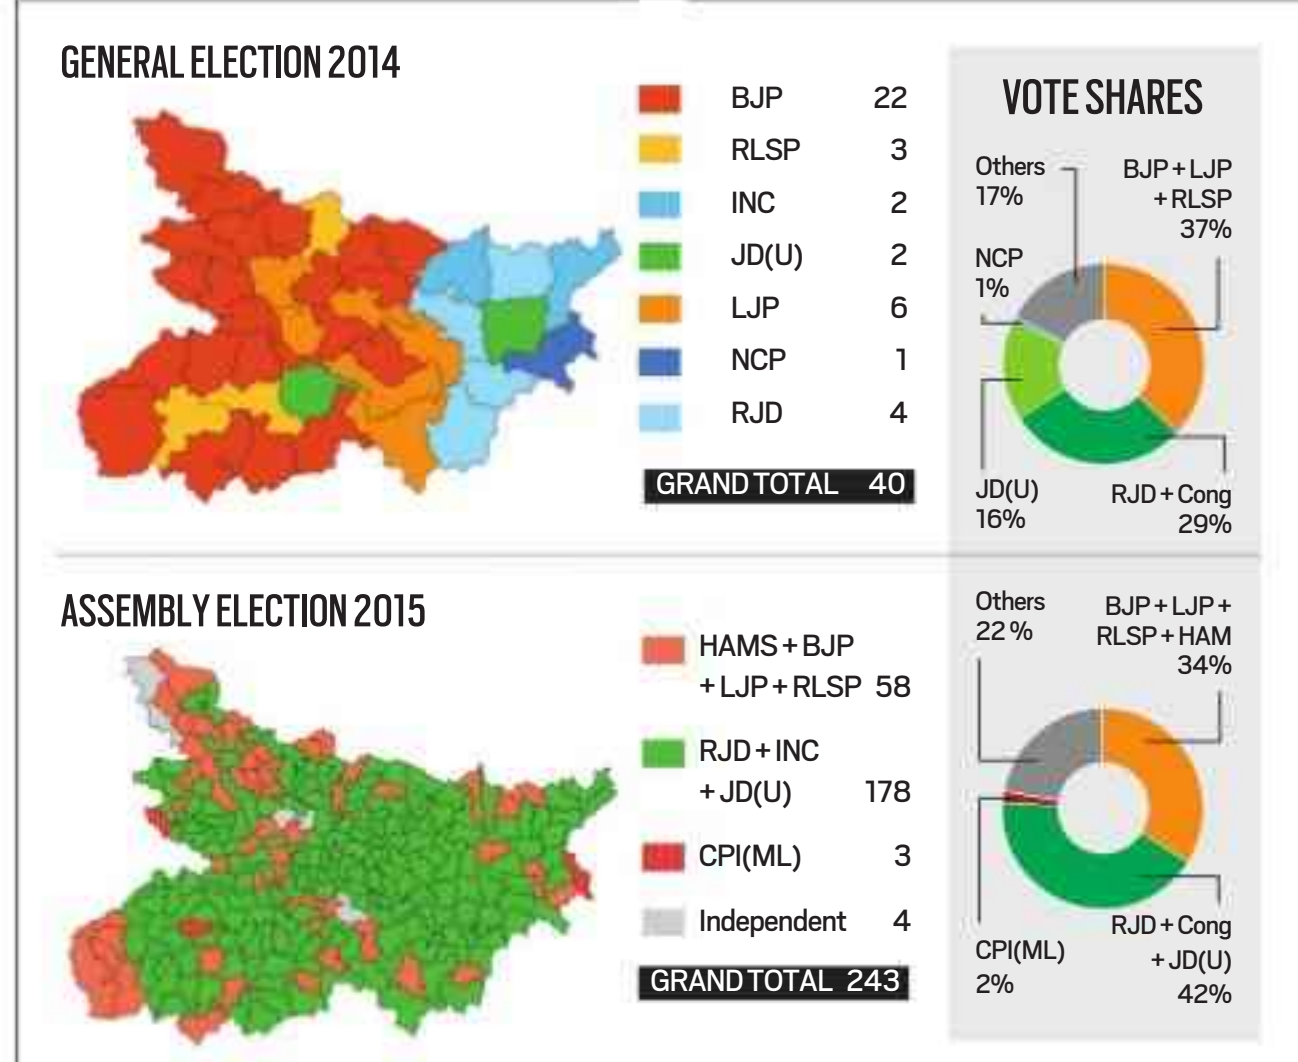 GENERAL ELECTION 2014
BJP 22
RLSP 3
INC 2
JD(U) 2
LJP 6
NCP 1
RJD 4
GRAND TOTAL 40
VOTE SHARES
Others
17%
BJP + LJP
+ RLSP
37%
NCP
1%
JD(U)
16%
RJD + Cong
29%
ASSEMBLY ELECTION 2015
HAMS + BJP
+ LJP + RLSP 58
RJD + INC
+ JD(U) 178
CPI(ML) 3
Independent 4
GRAND TOTAL 243
Others
22 %
BJP + LJP +
RLSP + HAM
34%
CPI(ML)
2%
RJD + Cong
+ JD(U)
42%